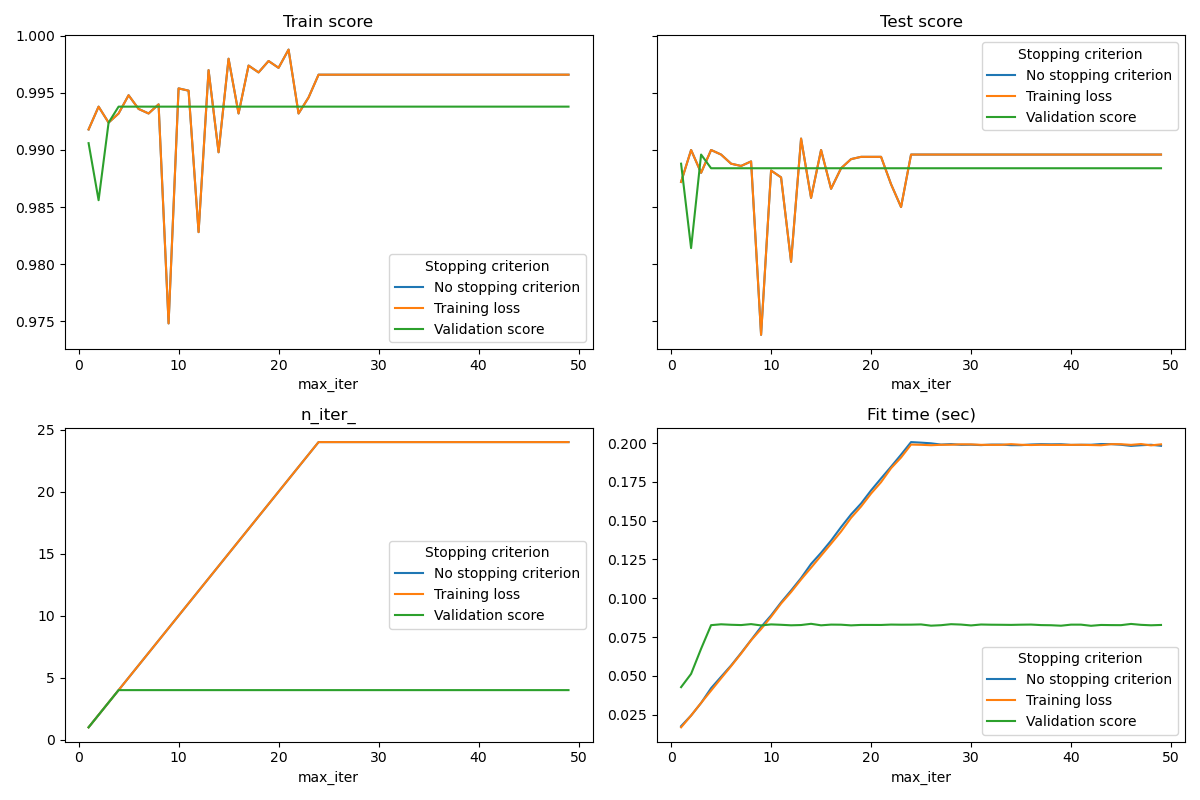 Train score
1.000
0.995
0.990
0.985
0.980
0.975
0 10 20 30 40 50
max_iter
Stopping criterion
No stopping criterion
Training loss
Validation score
Test score
Stopping criterion
No stopping criterion
Training loss
Validation score
0 10 20 30 40 50
max_iter
n_iter_
25
20
15
10
5
0
Stopping criterion
No stopping criterion
Training loss
Validation score
0 10 20 30 40 50
max_iter
Fit time (sec)
0.200
0.175
0.150
0.125
0.100
0.075
0.050
0.025
Stopping criterion
No stopping criterion
Training loss
Validation score
0 10 20 30 40 50
max_iter